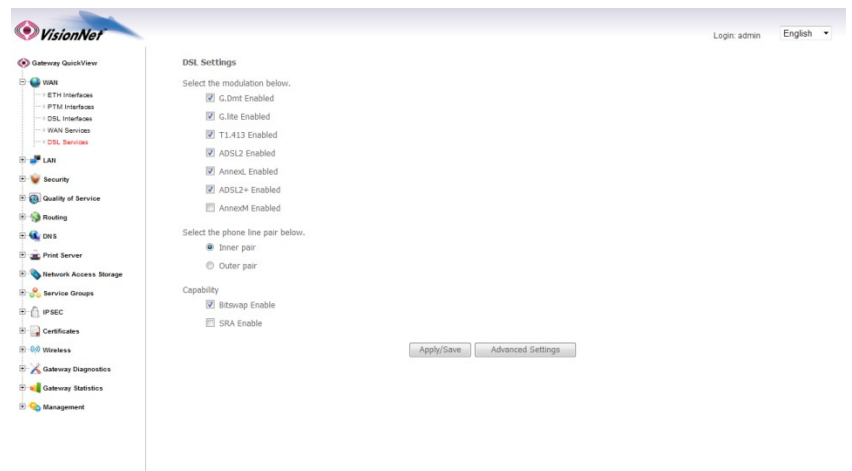 VisionNet
Login: admin English
Gateway QuickView
WAN
ETH Interfaces
PTM Interfaces
DSL Interfaces
WAN Services
DSL Services
LAN
Security
Quality of Service
Routing
DNS
Print Server
Network Access Storage
Service Groups
IPSEC
Certificates
Wireless
Gateway Diagnostics
Gateway Statistics
Management
DSL Settings
Select the modulation below.
G.Dmt Enabled
G.lite Enabled
T1.413 Enabled
ADSL2 Enabled
AnnexL Enabled
ADSL2+ Enabled
AnnexM Enabled
Select the phone line pair below.
Inner pair
Outer pair
Capability
Bitswap Enable
SRA Enable
Apply/Save Advanced Settings